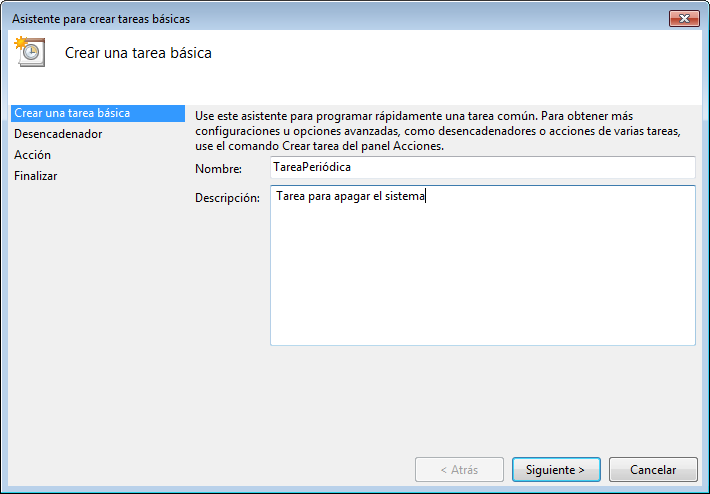 Asistente para crear tareas básicas
Crear una tarea básica
Crear una tarea básica
Desencadenador
Acción
Finalizar
Use este asistente para programar rápidamente una tarea común. Para obtener más
configuraciones u opciones avanzadas, como desencadenadores o acciones de varias tareas,
use el comando Crear tarea del panel Acciones.
Nombre: TareaPeriódica
Descripción: Tarea para apagar el sistema
< Atrás Siguiente > Cancelar